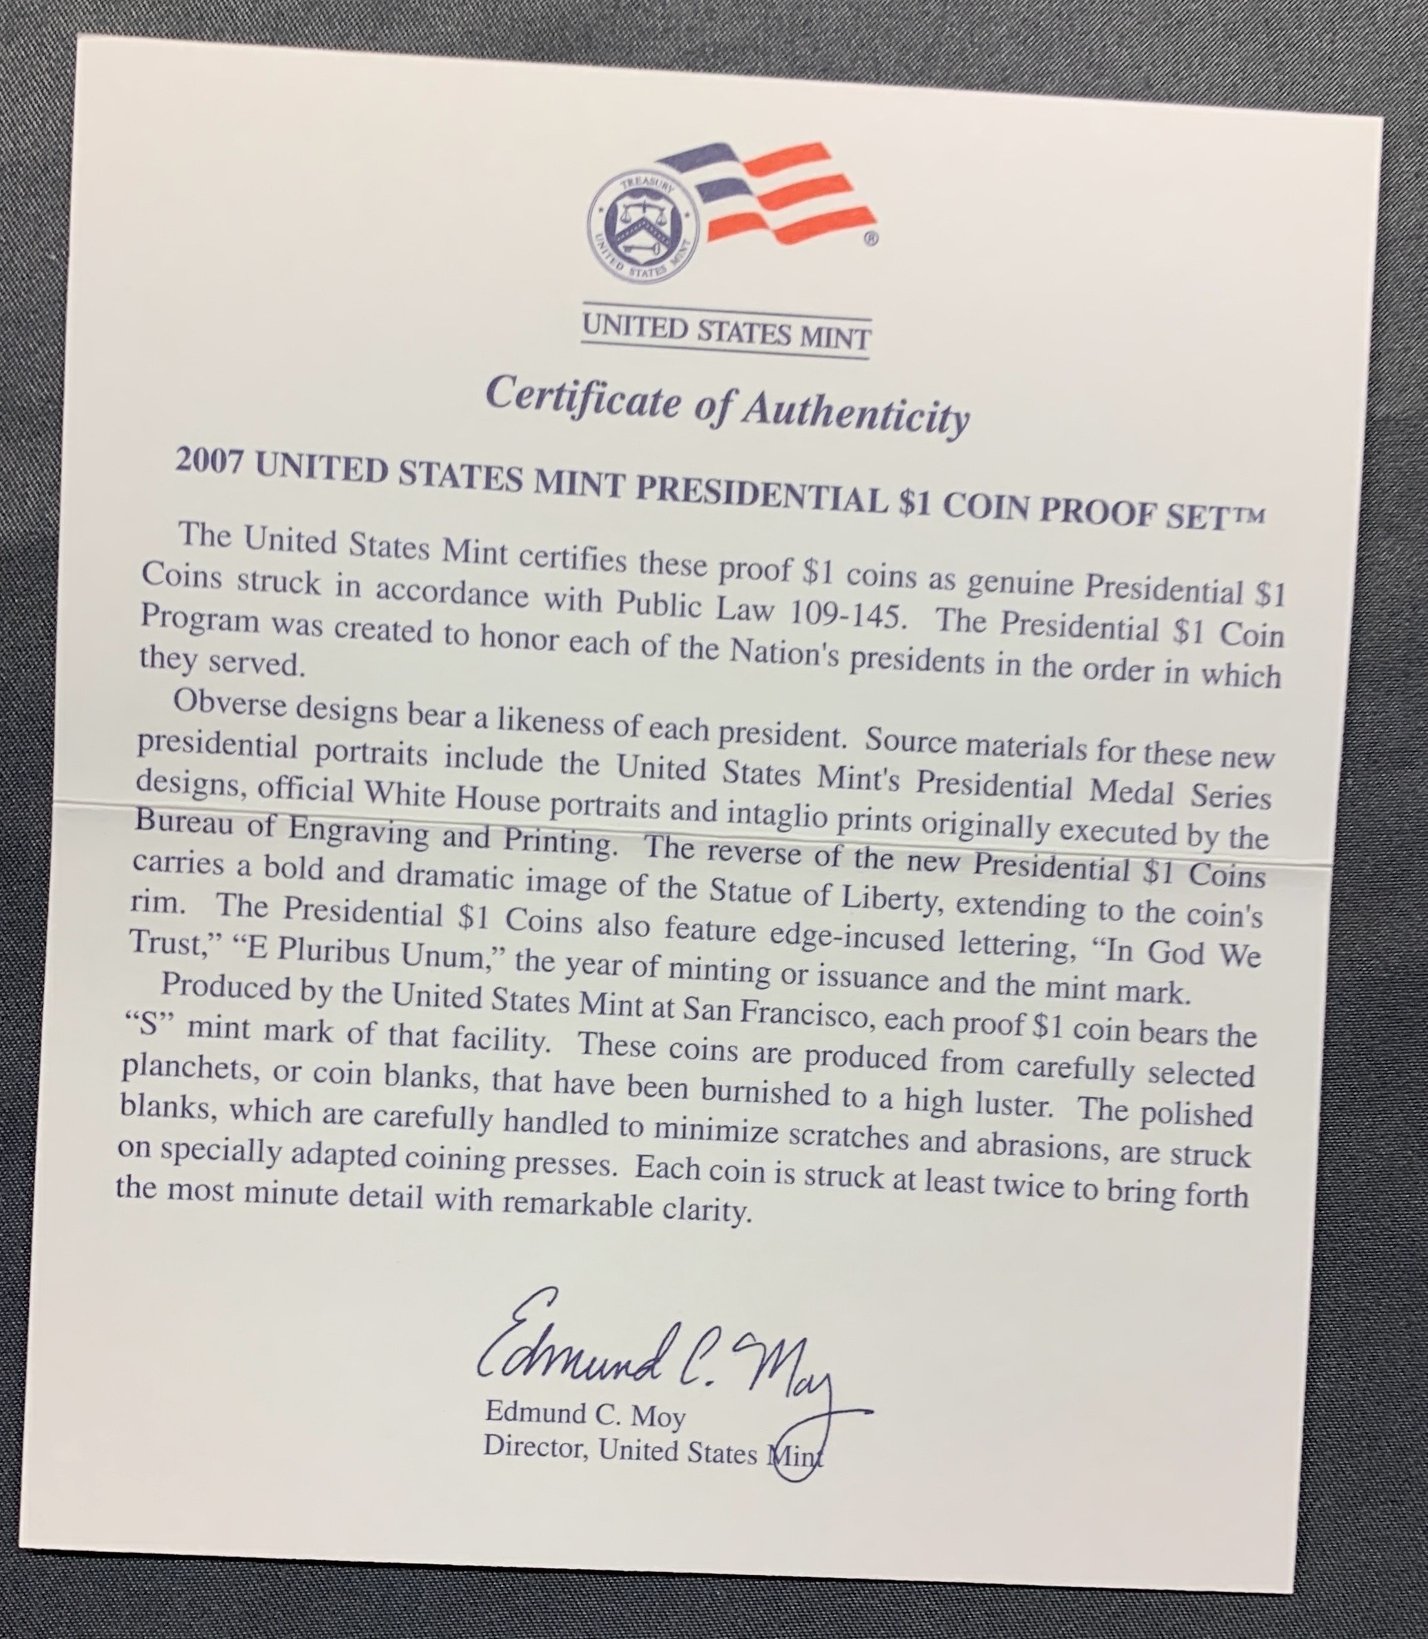 TREASURY
UNITED STATES MINT
®
UNITED STATES MINT
Certificate of Authenticity
2007 UNITED STATES MINT PRESIDENTIAL $1 COIN PROOF SET™
The United States Mint certifies these proof $1 coins as genuine Presidential $1
Coins struck in accordance with Public Law 109-145. The Presidential $1 Coin
Program was created to honor each of the Nation's presidents in the order in which
they served.
Obverse designs bear a likeness of each president. Source materials for these new
presidential portraits include the United States Mint's Presidential Medal Series
designs, official White House portraits and intaglio prints originally executed by the
Bureau of Engraving and Printing. The reverse of the new Presidential $1 Coins
carries a bold and dramatic image of the Statue of Liberty, extending to the coin's
rim. The Presidential $1 Coins also feature edge-incused lettering, “In God We
Trust,” “E Pluribus Unum,” the year of minting or issuance and the mint mark.
Produced by the United States Mint at San Francisco, each proof $1 coin bears the
“S” mint mark of that facility. These coins are produced from carefully selected
planchets, or coin blanks, that have been burnished to a high luster. The polished
blanks, which are carefully handled to minimize scratches and abrasions, are struck
on specially adapted coining presses. Each coin is struck at least twice to bring forth
the most minute detail with remarkable clarity.
Edmund C. Moy
Edmund C. Moy
Director, United States Mint